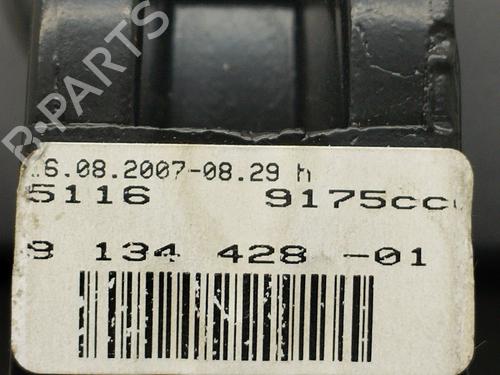 B-PARTS
6.08.2007-08.29 h
5116 9175cc
9 134 428 -01